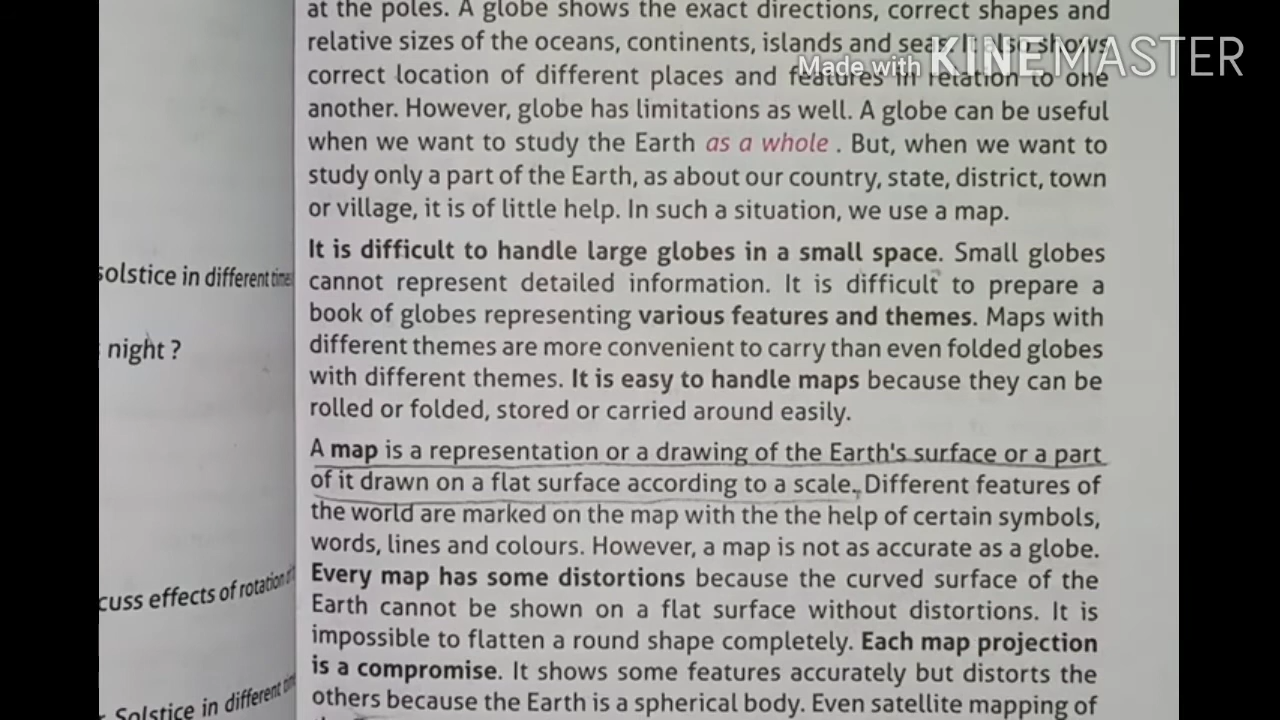 at the poles. A globe shows the exact directions, correct shapes and
relative sizes of the oceans, continents, islands and seas. It also shows
Made with KINEMASTER
correct location of different places and features in relation to one
another. However, globe has limitations as well. A globe can be useful
when we want to study the Earth as a whole . But, when we want to
study only a part of the Earth, as about our country, state, district, town
or village, it is of little help. In such a situation, we use a map.
It is difficult to handle large globes in a small space. Small globes
cannot represent detailed information. It is difficult to prepare a
book of globes representing various features and themes. Maps with
different themes are more convenient to carry than even folded globes
with different themes. It is easy to handle maps because they can be
rolled or folded, stored or carried around easily.
A map is a representation or a drawing of the Earth's surface or a part
of it drawn on a flat surface according to a scale. Different features of
the world are marked on the map with the the help of certain symbols,
words, lines and colours. However, a map is not as accurate as a globe.
Every map has some distortions because the curved surface of the
Earth cannot be shown on a flat surface without distortions. It is
impossible to flatten a round shape completely. Each map projection
is a compromise. It shows some features accurately but distorts the
others because the Earth is a spherical body. Even satellite mapping of
solstice in different
night ?
cuss effects of rotation
Solstice in different